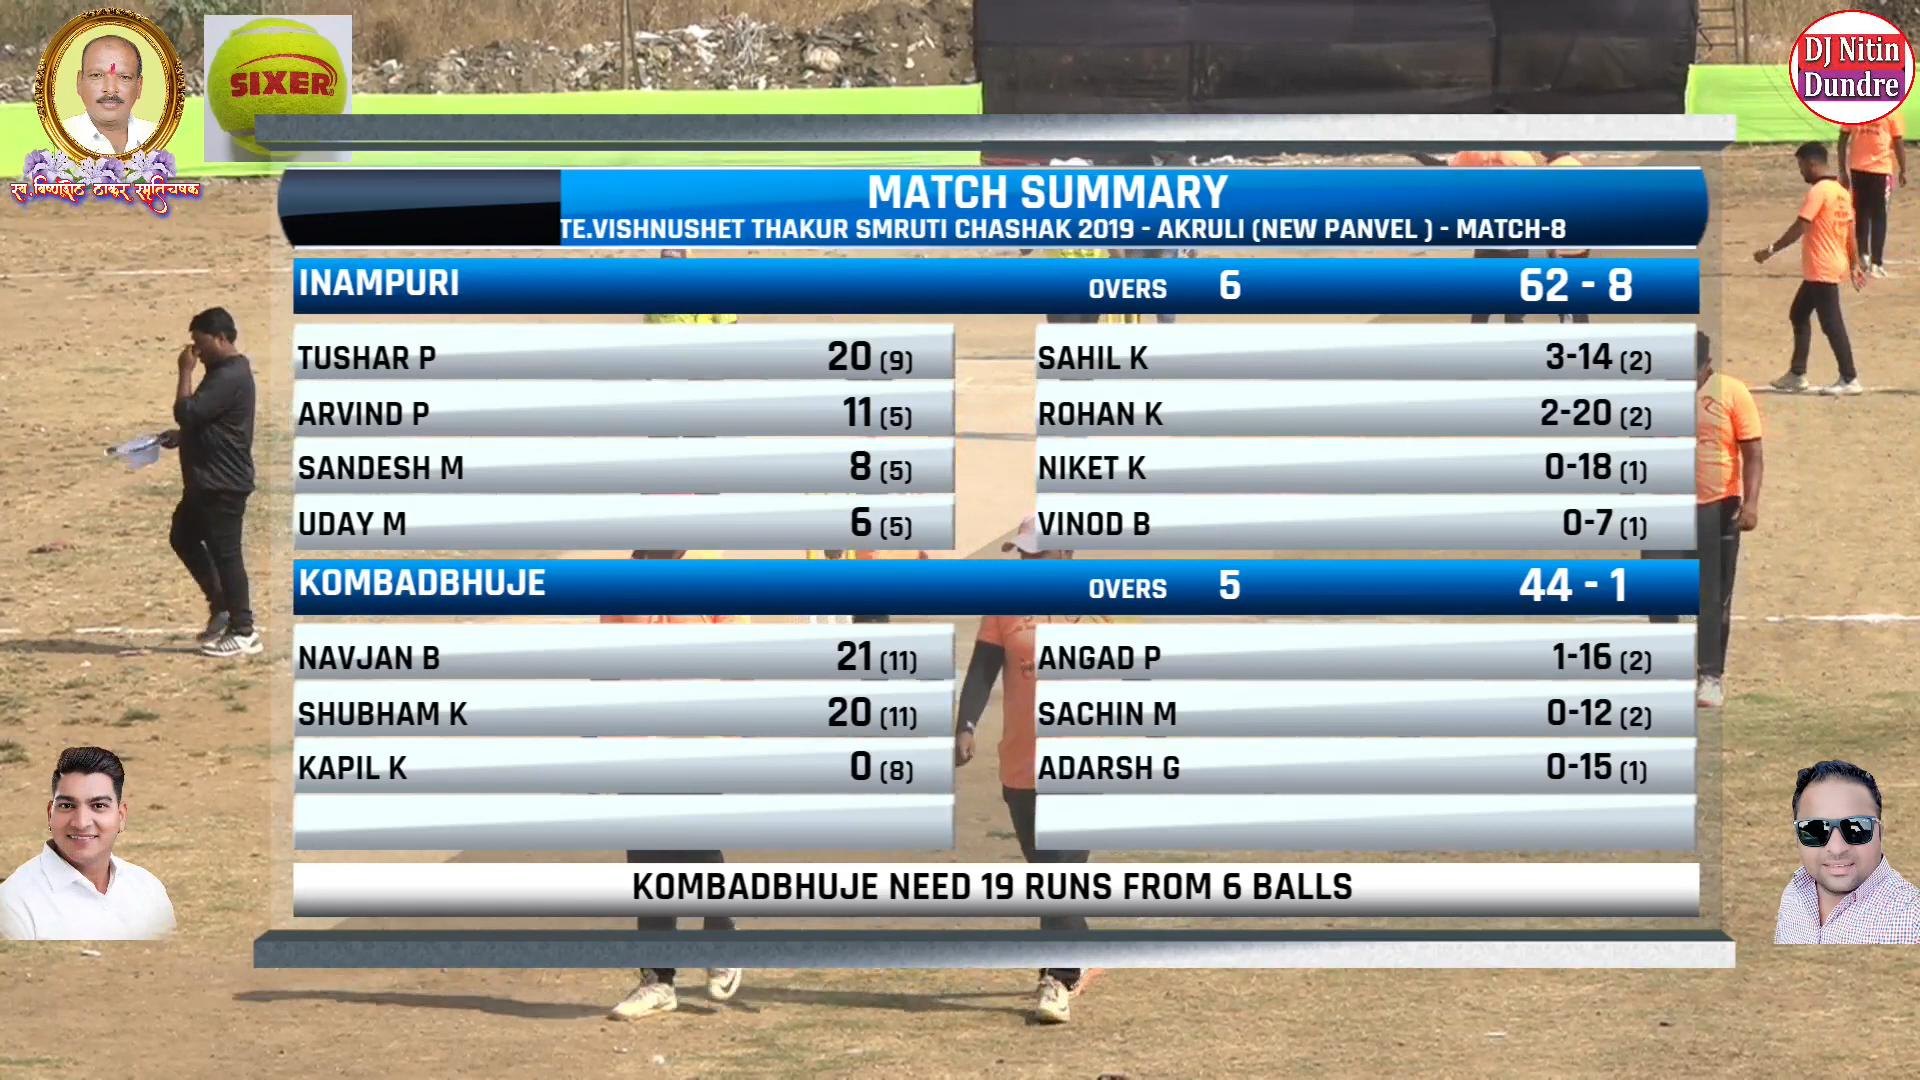 SIXER
DJ Nitin
Dundre
स्व.विष्णूशेठ ठाकूर स्मृतिचषक
MATCH SUMMARY
TE.VISHNUSHET THAKUR SMRUTI CHASHAK 2019 - AKRULI (NEW PANVEL ) - MATCH-8
INAMPURI OVERS 6 62 - 8
TUSHAR P 20 (9) SAHIL K 3-14 (2)
ARVIND P 11 (5) ROHAN K 2-20 (2)
SANDESH M 8 (5) NIKET K 0-18 (1)
UDAY M 6 (5) VINOD B 0-7 (1)
KOMBADBHUJE OVERS 5 44 - 1
NAVJAN B 21 (11) ANGAD P 1-16 (2)
SHUBHAM K 20 (11) SACHIN M 0-12 (2)
KAPIL K 0 (8) ADARSH G 0-15 (1)
KOMBADBHUJE NEED 19 RUNS FROM 6 BALLS